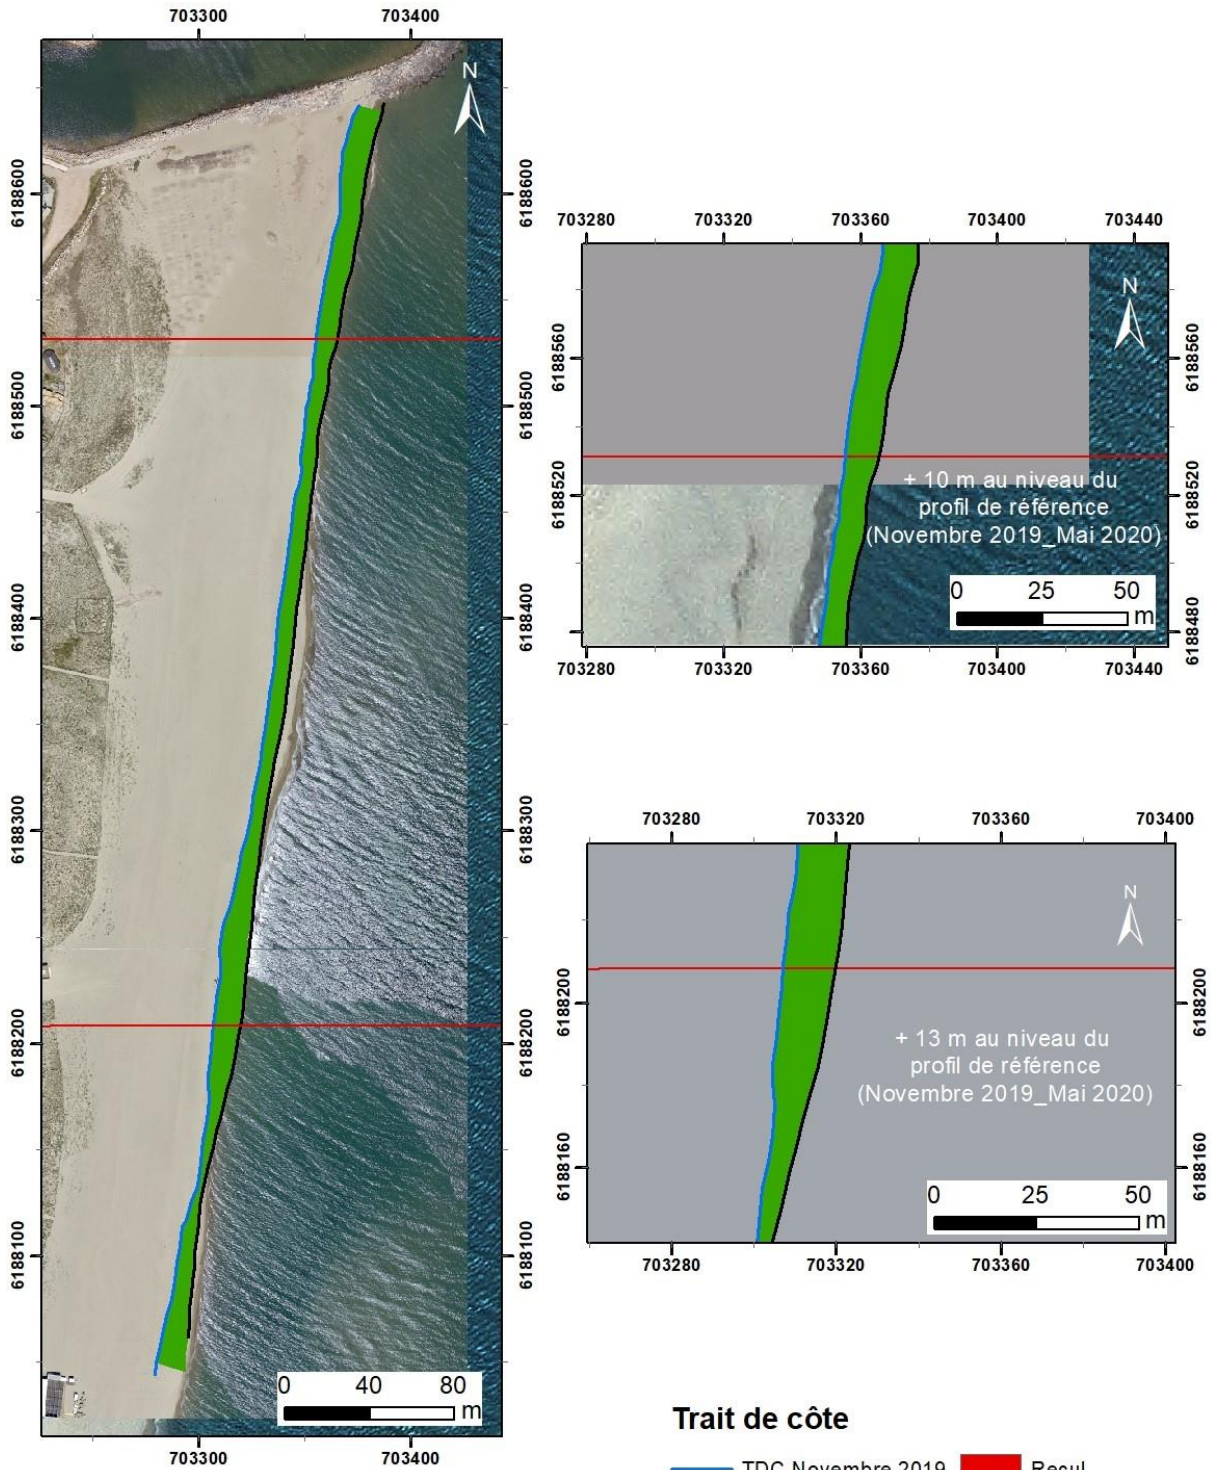 703300 703400
N
6188600 6188600
6188500 6188500
6188400 6188400
6188300 6188300
6188200 6188200
6188100 6188100
0 40 80
m
703300 703400
703280 703320 703360 703400 703440
N
6188560 6188560
6188520 6188520
6188480
+ 10 m au niveau du
profil de référence
(Novembre 2019_Mai 2020)
0 25 50
m
703280 703320 703360 703400 703440
703280 703320 703360 703400
N
6188200 6188200
6188160 6188160
+ 13 m au niveau du
profil de référence
(Novembre 2019_Mai 2020)
0 25 50
m
703280 703320 703360 703400
Trait de côte
TDC Novembre 2019 Recul